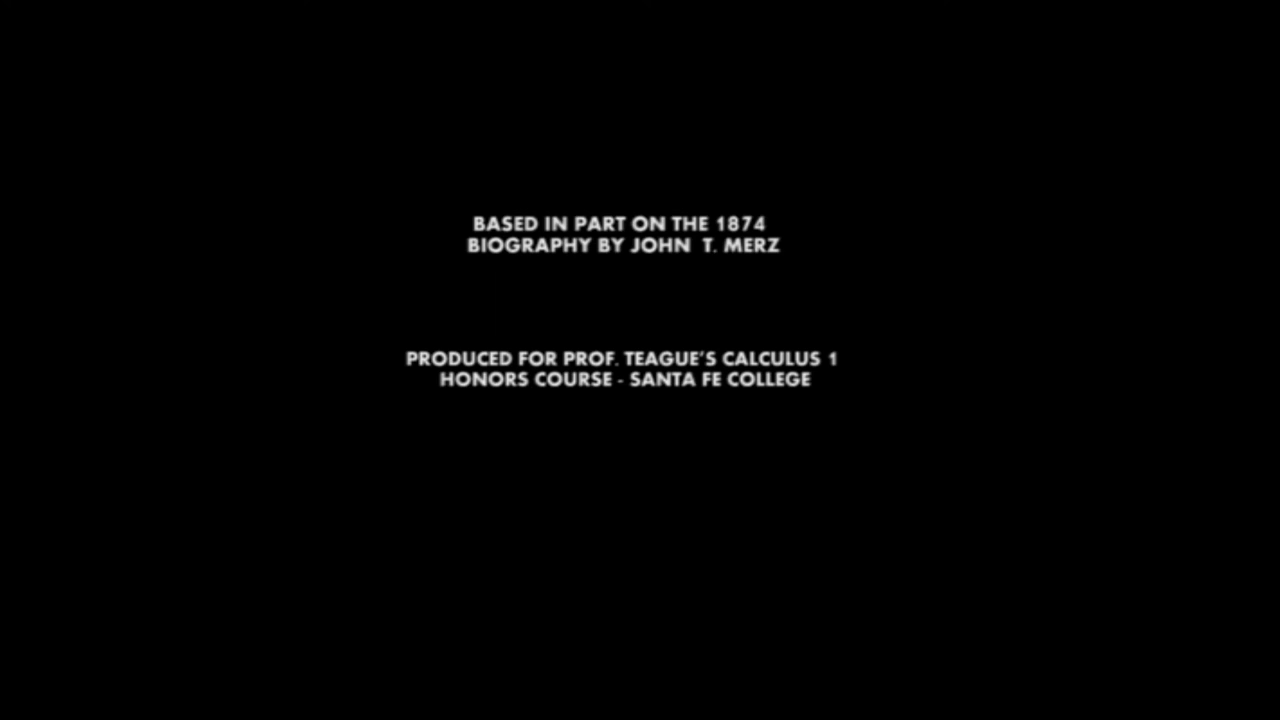 BASED IN PART ON THE 1874
BIOGRAPHY BY JOHN T. MERZ
PRODUCED FOR PROF. TEAGUE'S CALCULUS 1
HONORS COURSE - SANTA FE COLLEGE